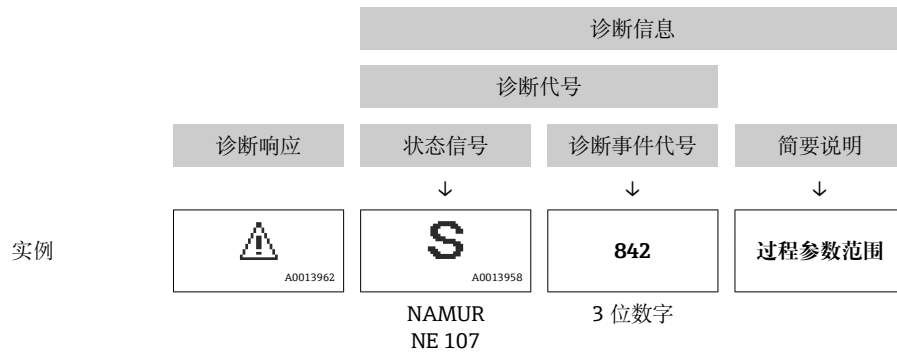 诊断信息
诊断代号
诊断响应 状态信号 诊断事件代号 简要说明
↓ ↓ ↓
实例 S 842 过程参数范围
A0013962 A0013958
NAMUR 3 位数字
NE 107